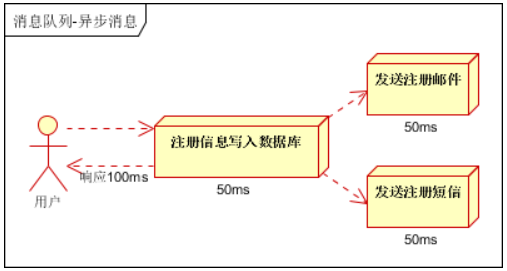 消息队列-异步消息
发送注册邮件
50ms
注册信息写入数据库
响应100ms
50ms
用户
发送注册短信
50ms